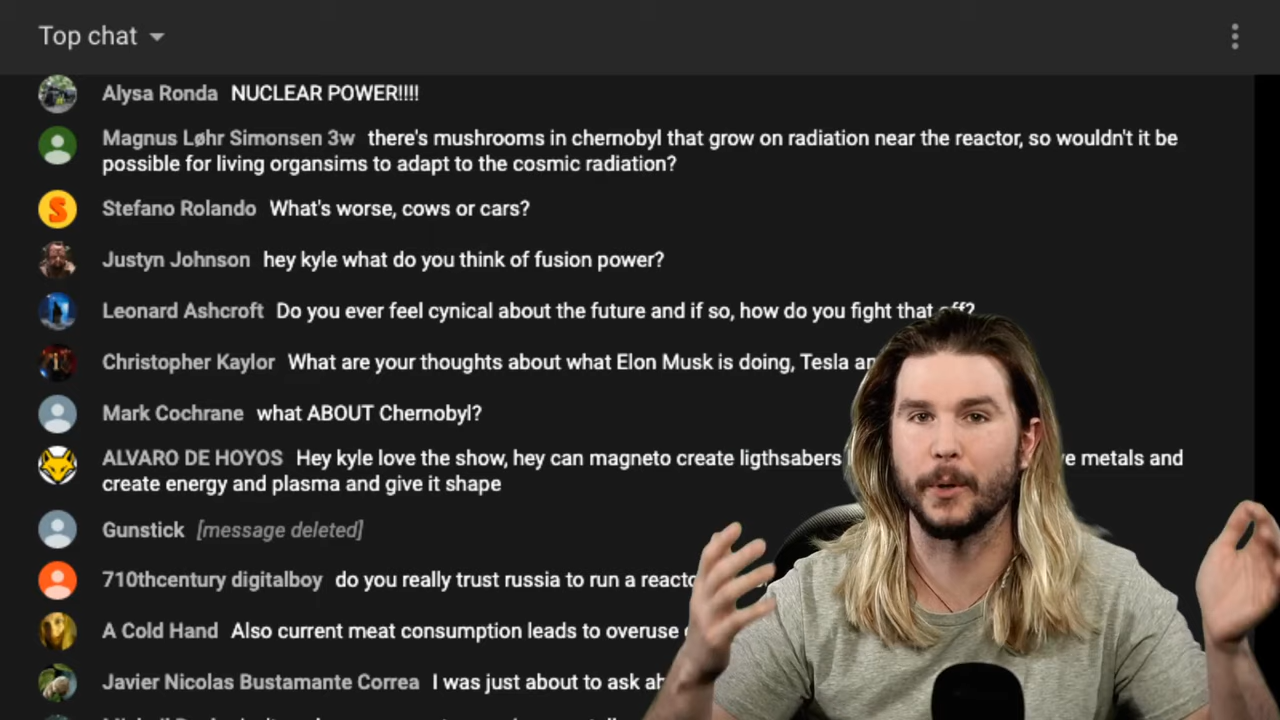 Top chat
Alysa Ronda NUCLEAR POWER!!!!
Magnus Løhr Simonsen 3w there's mushrooms in chernobyl that grow on radiation near the reactor, so wouldn't it be
possible for living organsims to adapt to the cosmic radiation?
S
Stefano Rolando What's worse, cows or cars?
Justyn Johnson hey kyle what do you think of fusion power?
Leonard Ashcroft Do you ever feel cynical about the future and if so, how do you fight that off?
Christopher Kaylor What are your thoughts about what Elon Musk is doing, Tesla
Mark Cochrane what ABOUT Chernobyl?
ALVARO DE HOYOS Hey kyle love the show, hey can magneto create ligthsabers metals and
create energy and plasma and give it shape
Gunstick [message deleted]
710thcentury digitalboy do you really trust russia to run a
A Cold Hand Also current meat consumption leads to overuse
Javier Nicolas Bustamante Correa I was just about to ask